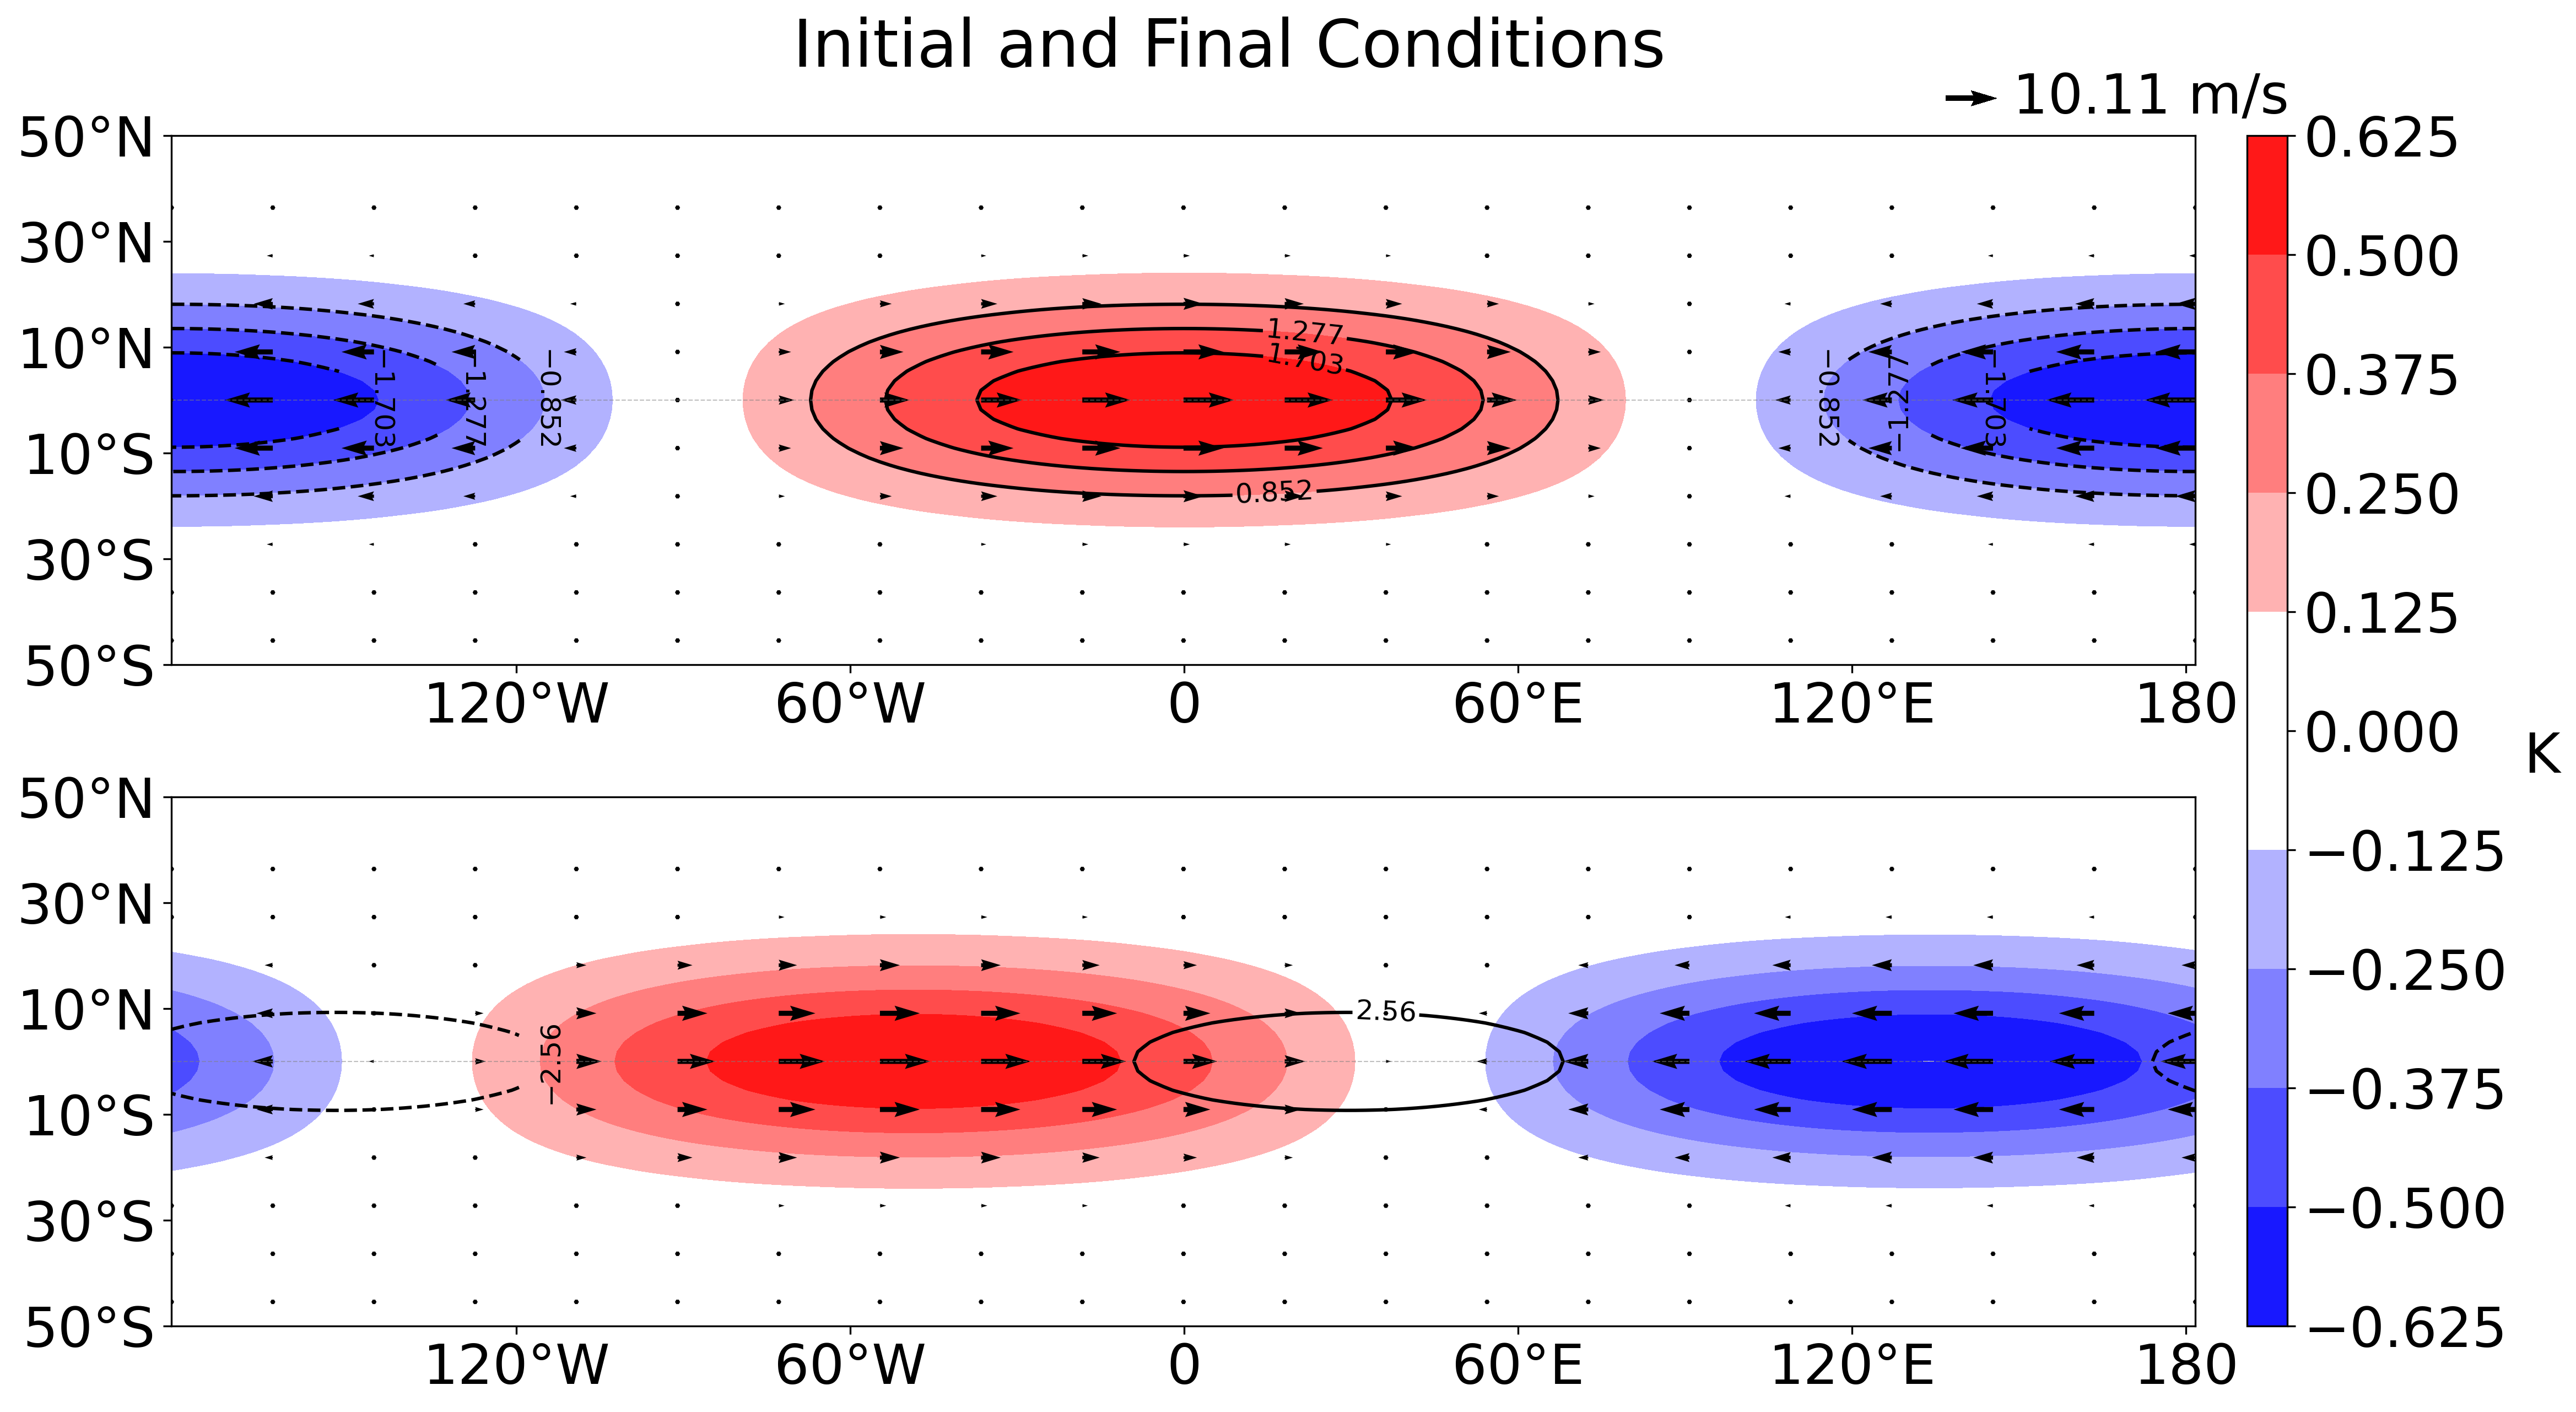 Initial and Final Conditions
10.11 m/s
50°N
30°N
10°N
10°S
30°S
50°S
−1.703
−1.277
−0.852
1.277
1.703
0.852
−0.852
−1.277
−1.703
120°W
60°W
0
60°E
120°E
180
50°N
30°N
10°N
10°S
30°S
50°S
−2.56
2.56
120°W
60°W
0
60°E
120°E
180
0.625
0.500
0.375
0.250
0.125
0.000
−0.125
−0.250
−0.375
−0.500
−0.625
K